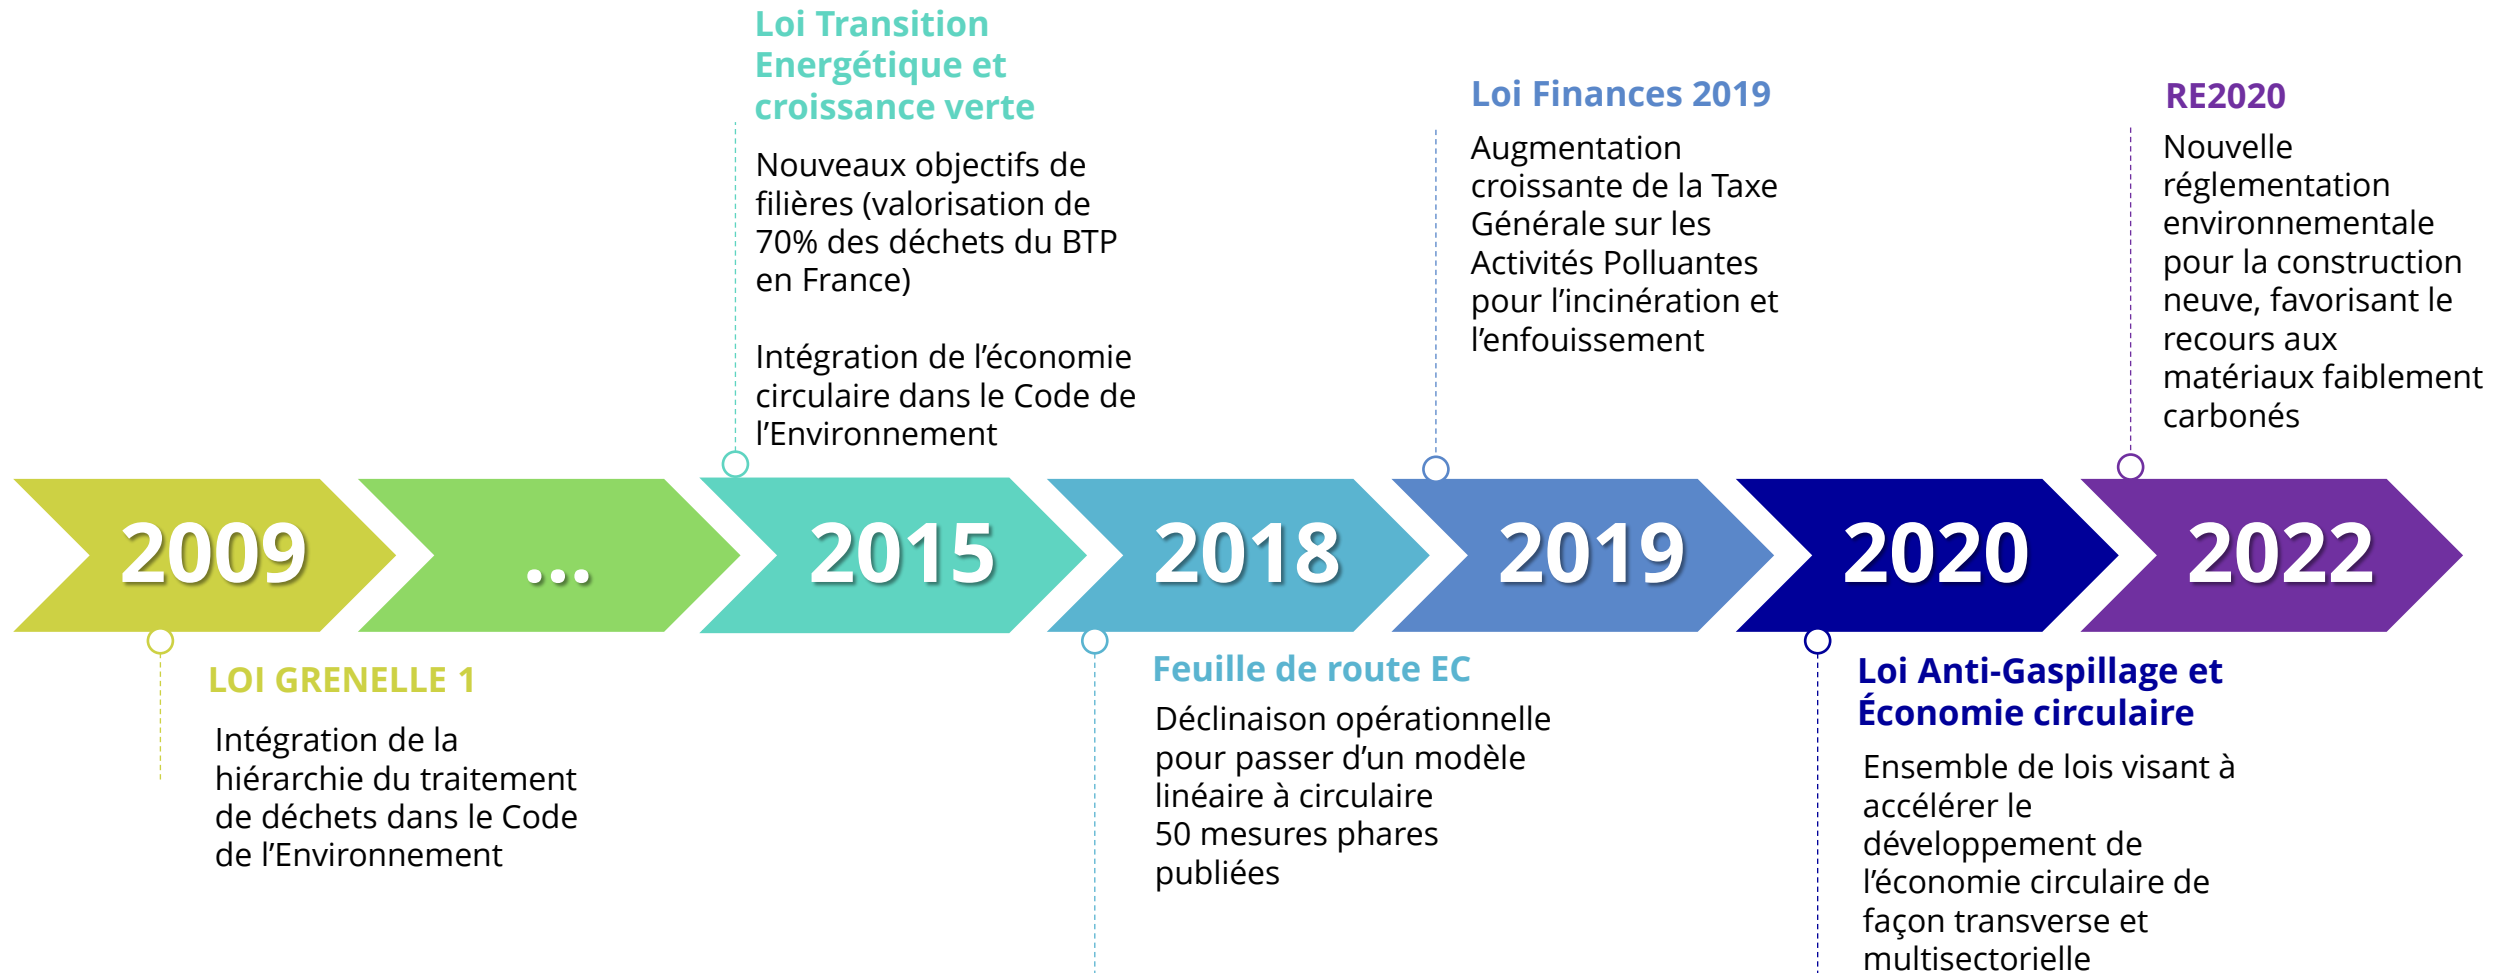 Loi Transition
Energétique et
croissance verte
Nouveaux objectifs de
filières (valorisation de
70% des déchets du BTP
en France)
Intégration de l’économie
circulaire dans le Code de
l’Environnement
Loi Finances 2019
Augmentation
croissante de la Taxe
Générale sur les
Activités Polluantes
pour l’incinération et
l’enfouissement
RE2020
Nouvelle
réglementation
environnementale
pour la construction
neuve, favorisant le
recours aux
matériaux faiblement
carbonés
2009
...
2015
2018
2019
2020
2022
LOI GRENELLE 1
Intégration de la
hiérarchie du traitement
de déchets dans le Code
de l’Environnement
Feuille de route EC
Déclinaison opérationnelle
pour passer d’un modèle
linéaire à circulaire
50 mesures phares
publiées
Loi Anti-Gaspillage et
Économie circulaire
Ensemble de lois visant à
accélérer le
développement de
l’économie circulaire de
façon transverse et
multisectorielle